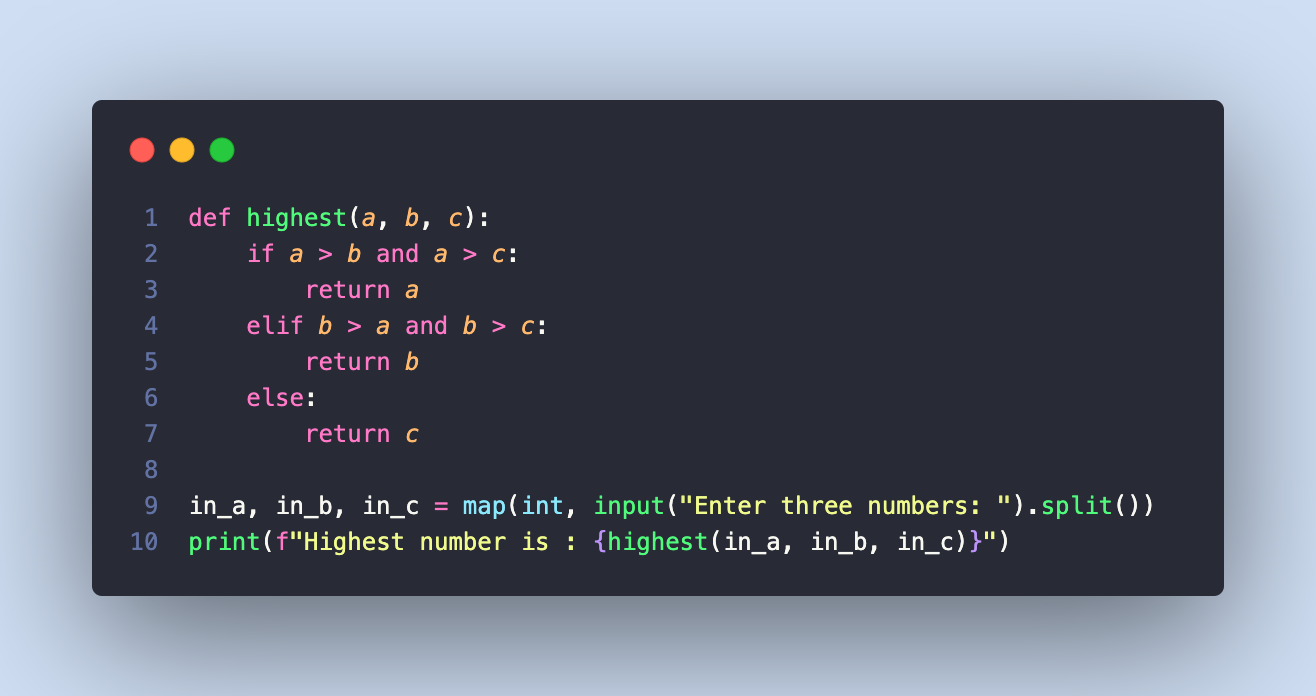 1 def highest(a, b, c):
2     if a > b and a > c:
3         return a
4     elif b > a and b > c:
5         return b
6     else:
7         return c
8
9 in_a, in_b, in_c = map(int, input("Enter three numbers: ").split())
10 print(f"Highest number is : {highest(in_a, in_b, in_c)}")